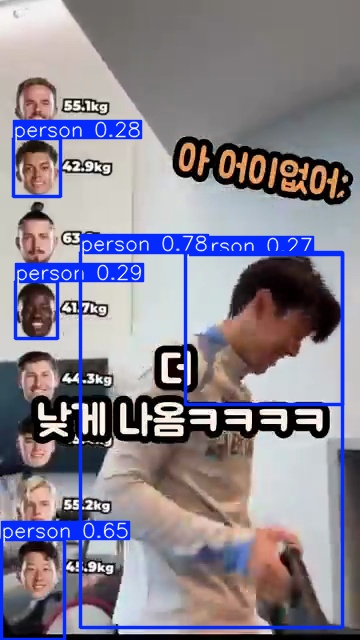 55.1kg
person 0.28
42.9kg
아 어이없어;
person 0.78
rson 0.27
person 0.29
41.7kg
더
44.3kg
낮게 나옴ㅋㅋㅋㅋ
55.2kg
person 0.65
45.9kg